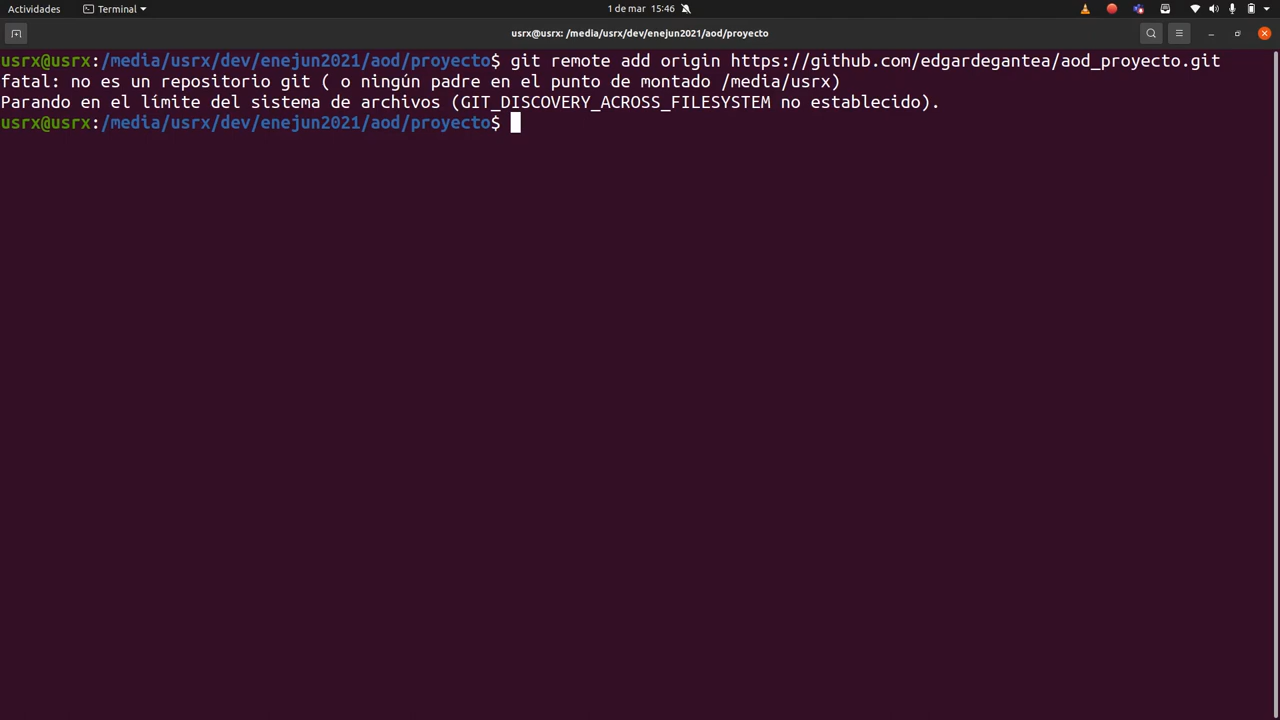 Actividades Terminal 1 de mar 15:46
usrx@usrx: /media/usrx/dev/enejun2021/aod/proyecto
usrx@usrx:/media/usrx/dev/enejun2021/aod/proyecto$ git remote add origin https://github.com/edgardegantea/aod_proyecto.git
fatal: no es un repositorio git ( o ningún padre en el punto de montado /media/usrx)
Parando en el límite del sistema de archivos (GIT_DISCOVERY_ACROSS_FILESYSTEM no establecido).
usrx@usrx:/media/usrx/dev/enejun2021/aod/proyecto$